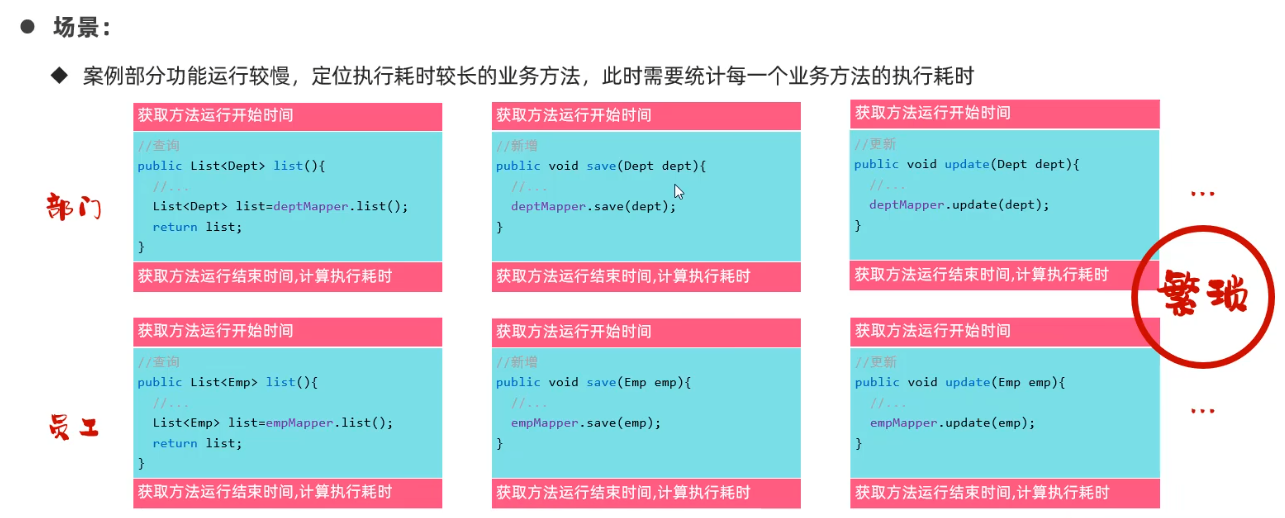 场景：
案例部分功能运行较慢，定位执行耗时较长的业务方法，此时需要统计每一个业务方法的执行耗时
部门
获取方法运行开始时间
//查询
public List<Dept> list(){
//...
List<Dept> list=deptMapper.list();
return list;
}
获取方法运行结束时间,计算执行耗时
获取方法运行开始时间
//新增
public void save(Dept dept){
//...
deptMapper.save(dept);
}
获取方法运行结束时间,计算执行耗时
获取方法运行开始时间
//更新
public void update(Dept dept){
//...
deptMapper.update(dept);
}
获取方法运行结束时间,计算执行耗时
...
繁琐
员工
获取方法运行开始时间
//查询
public List<Emp> list(){
//...
List<Emp> list=empMapper.list();
return list;
}
获取方法运行结束时间,计算执行耗时
获取方法运行开始时间
//新增
public void save(Emp emp){
//...
empMapper.save(emp);
}
获取方法运行结束时间,计算执行耗时
获取方法运行开始时间
//更新
public void update(Emp emp){
//...
empMapper.update(emp);
}
获取方法运行结束时间,计算执行耗时
...